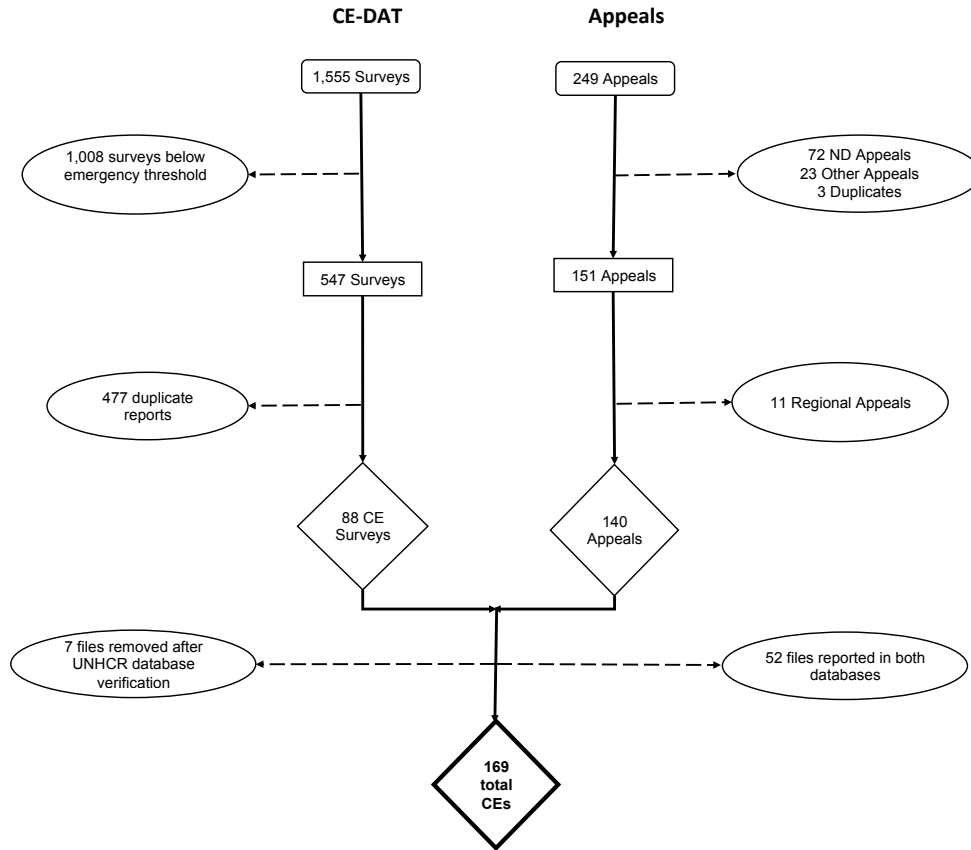 CE-DAT
Appeals
1,555 Surveys
249 Appeals
1,008 surveys below
emergency threshold
72 ND Appeals
23 Other Appeals
3 Duplicates
547 Surveys
151 Appeals
477 duplicate
reports
11 Regional Appeals
88 CE
Surveys
140
Appeals
7 files removed after
UNHCR database
verification
52 files reported in both
databases
169
total
CEs